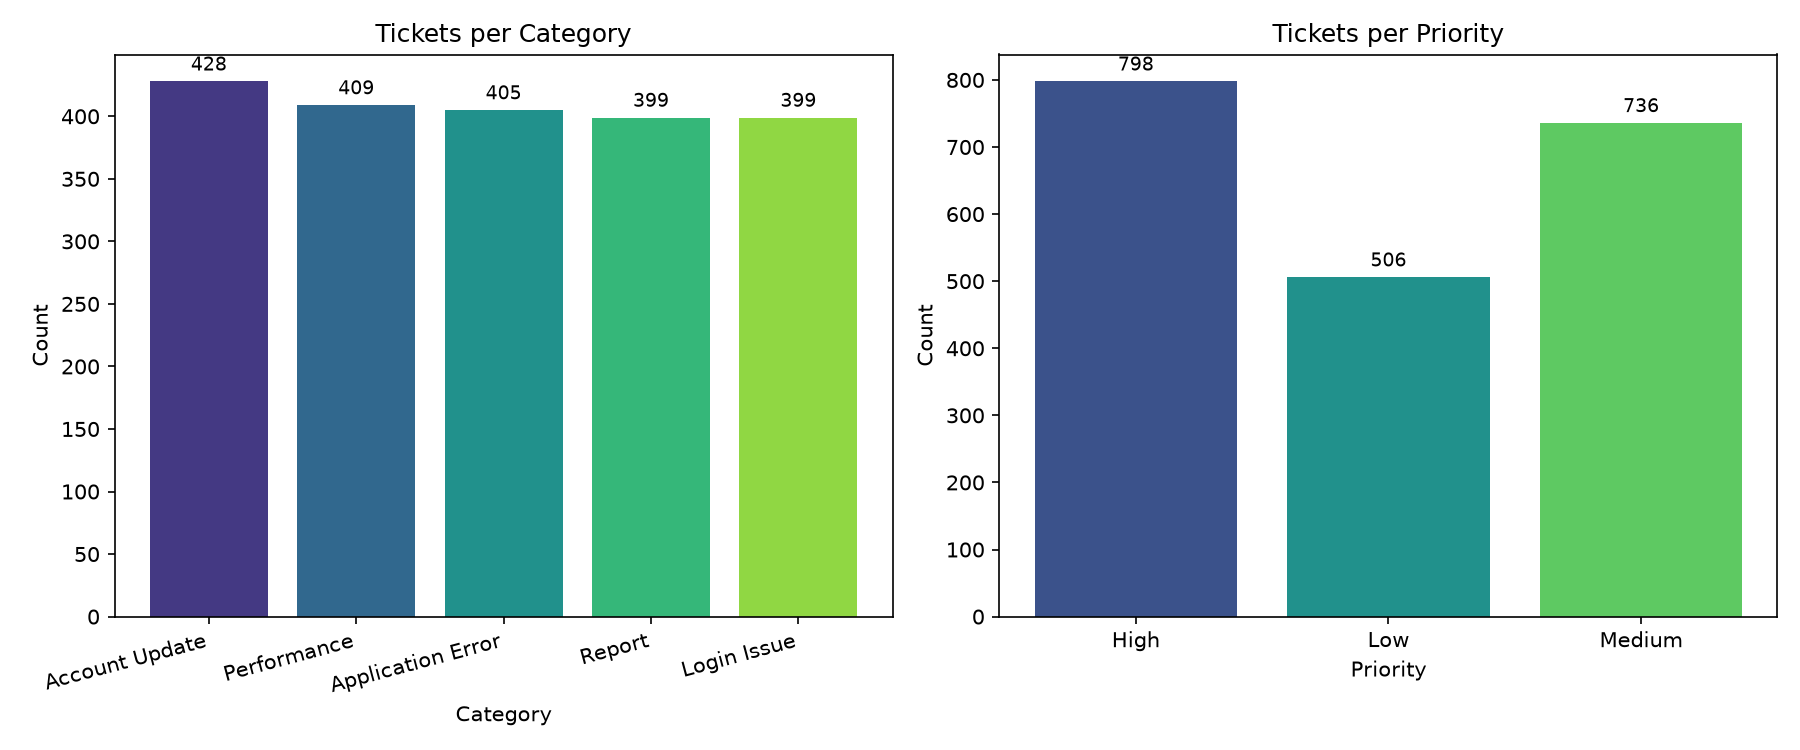 Tickets per Category
428
409
405
399
399
400
350
300
250
200
150
100
50
0
Count
Account Update
Performance
Application Error
Report
Login Issue
Category
Tickets per Priority
798
506
736
800
700
600
500
400
300
200
100
0
Count
High
Low
Medium
Priority